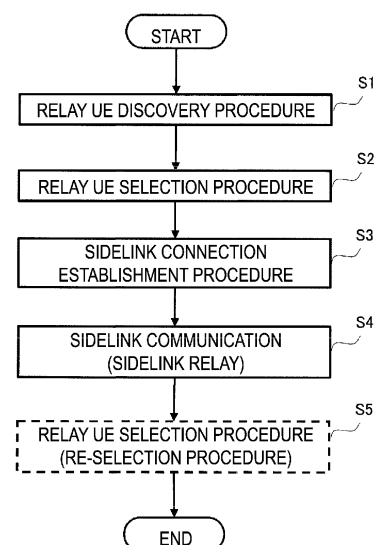 START
S1
RELAY UE DISCOVERY PROCEDURE
S2
RELAY UE SELECTION PROCEDURE
S3
SIDELINK CONNECTION
ESTABLISHMENT PROCEDURE
S4
SIDELINK COMMUNICATION
(SIDELINK RELAY)
S5
RELAY UE SELECTION PROCEDURE
(RE-SELECTION PROCEDURE)
END